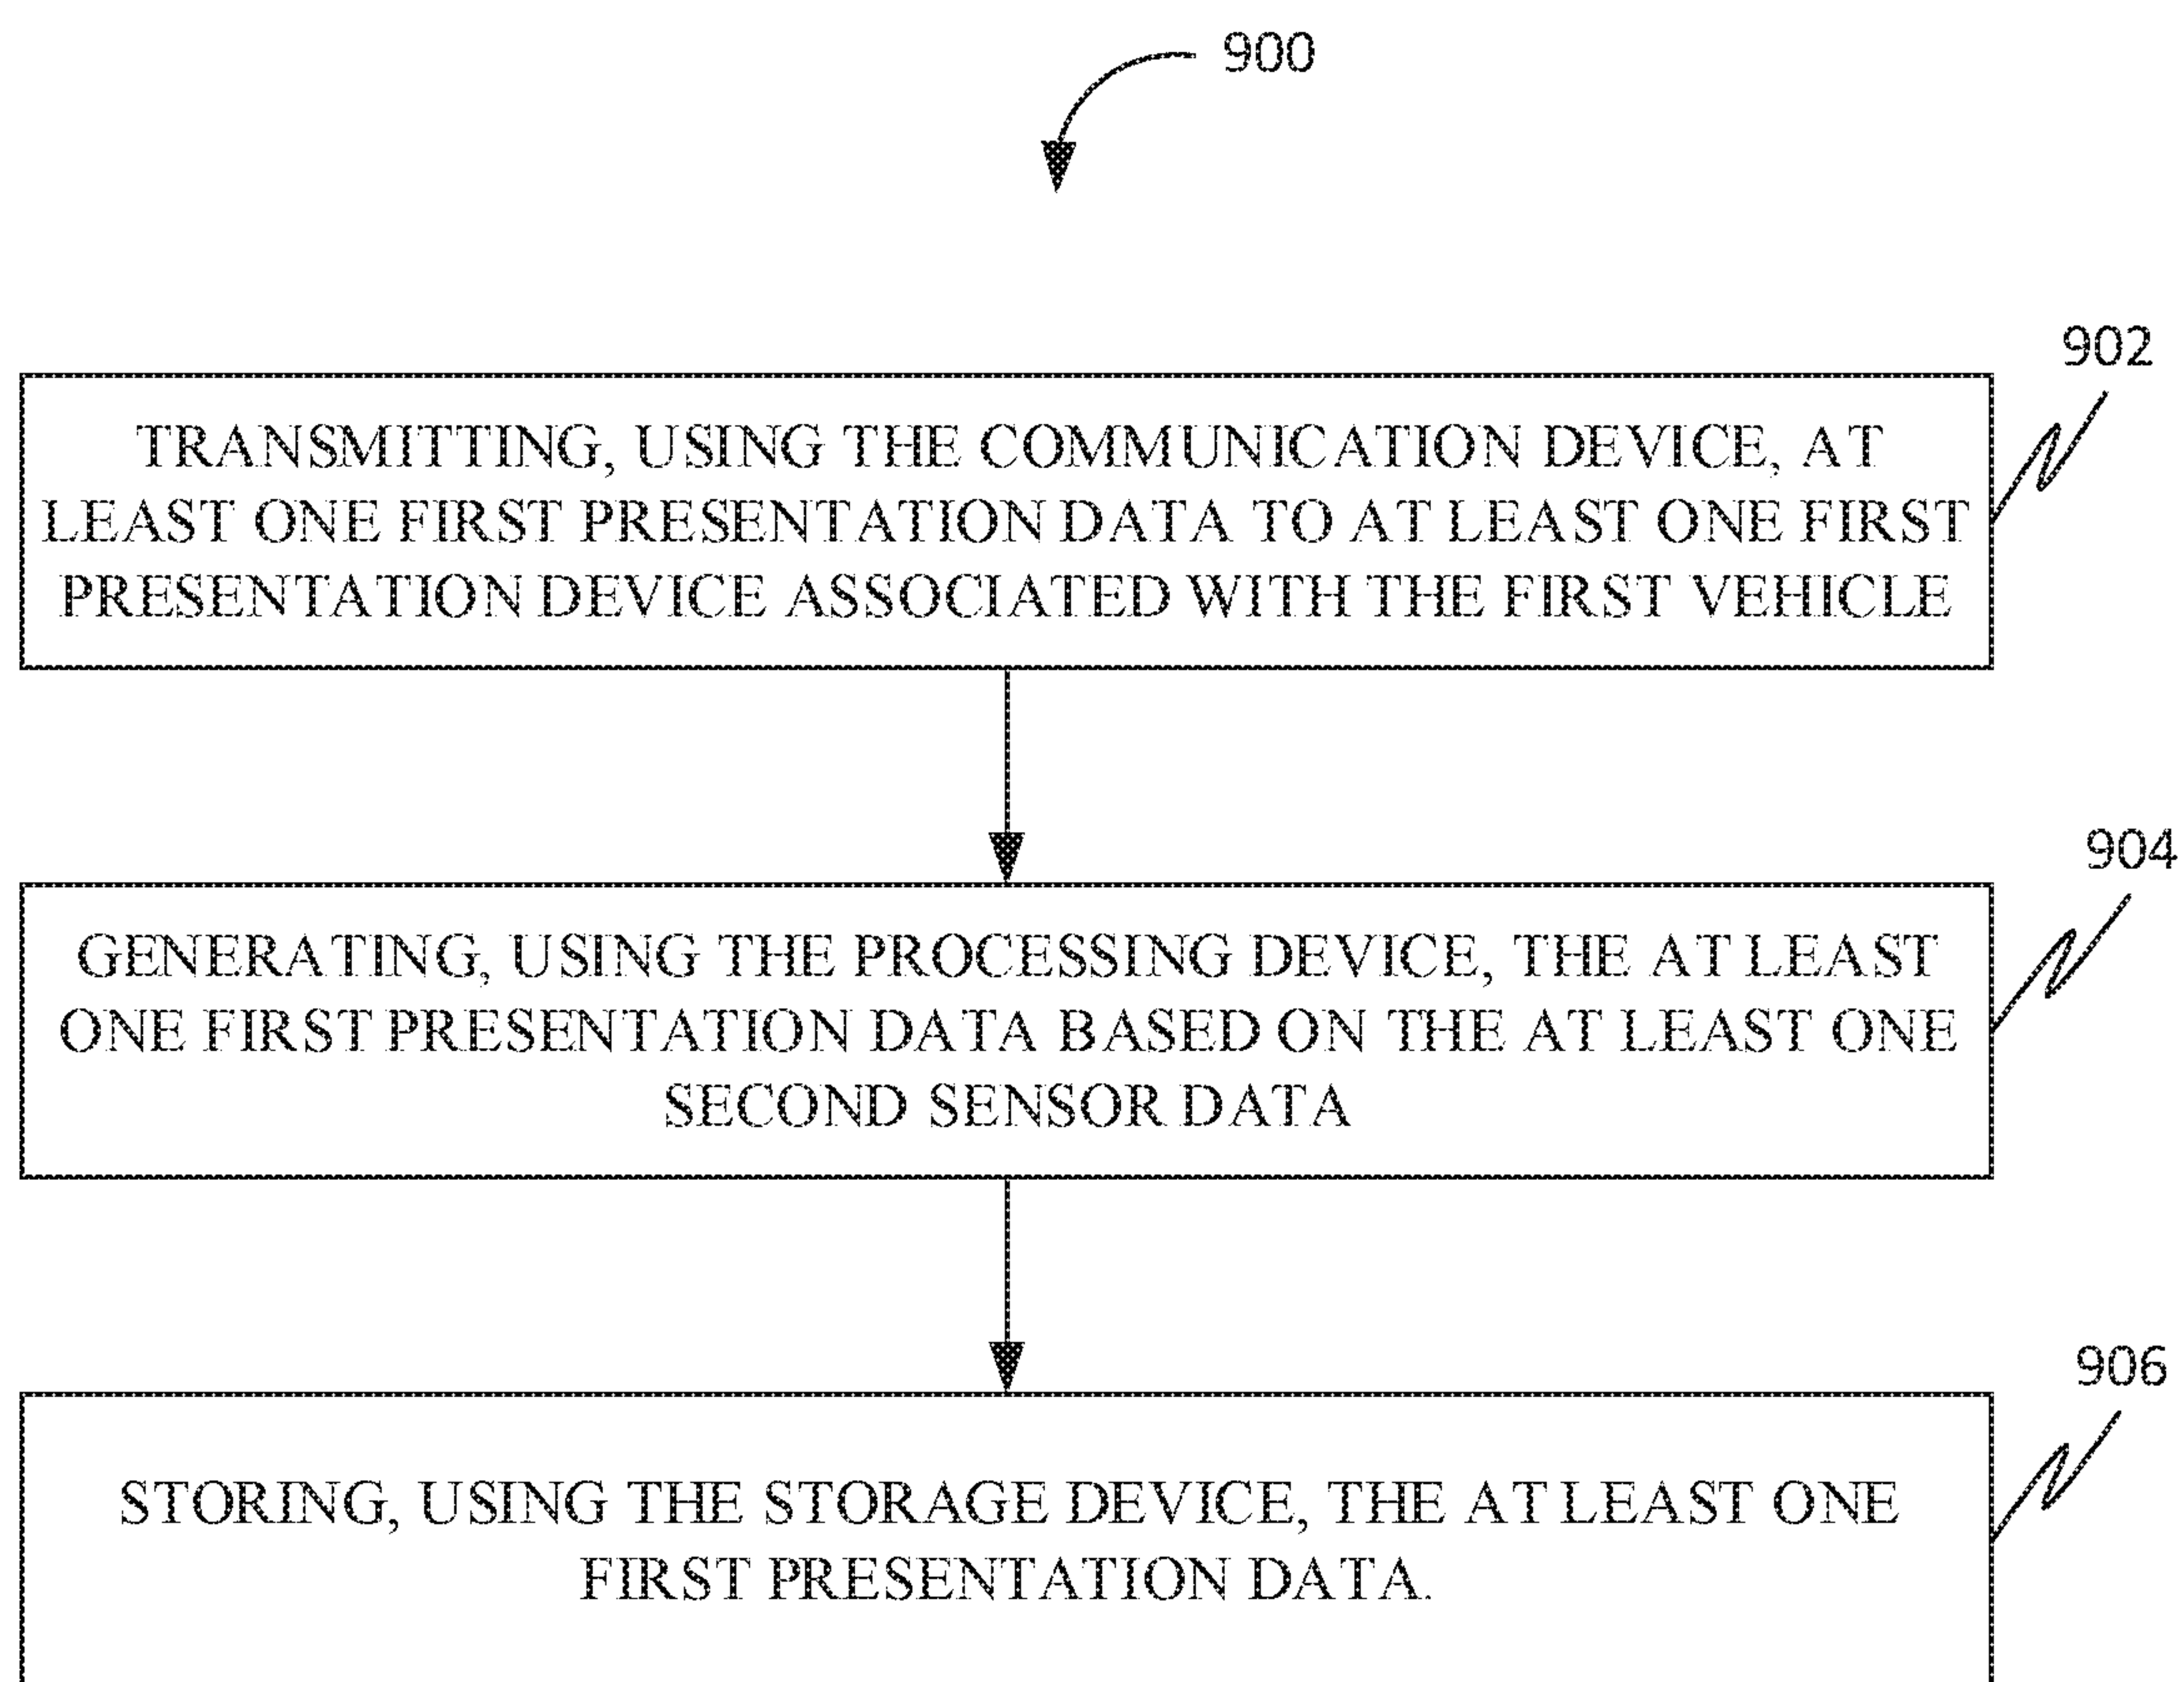 900
902
TRANSMITTING, USING THE COMMUNICATION DEVICE, AT
LEAST ONE FIRST PRESENTATION DATA TO AT LEAST ONE FIRST
PRESENTATION DEVICE ASSOCIATED WITH THE FIRST VEHICLE
904
GENERATING, USING THE PROCESSING DEVICE, THE AT LEAST
ONE FIRST PRESENTATION DATA BASED ON THE AT LEAST ONE
SECOND SENSOR DATA
906
STORING, USING THE STORAGE DEVICE, THE AT LEAST ONE
FIRST PRESENTATION DATA.